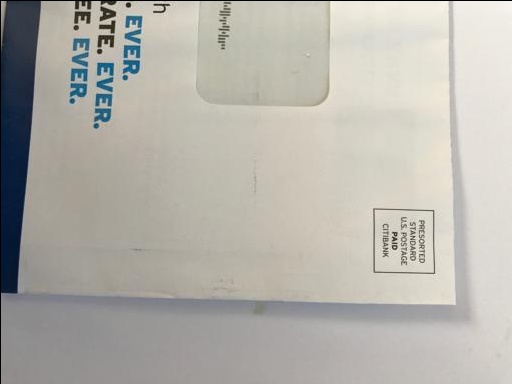 . EVER.
RATE. EVER.
EE. EVER.
PRESORTED
STANDARD
U.S. POSTAGE
PAID
CITIBANK